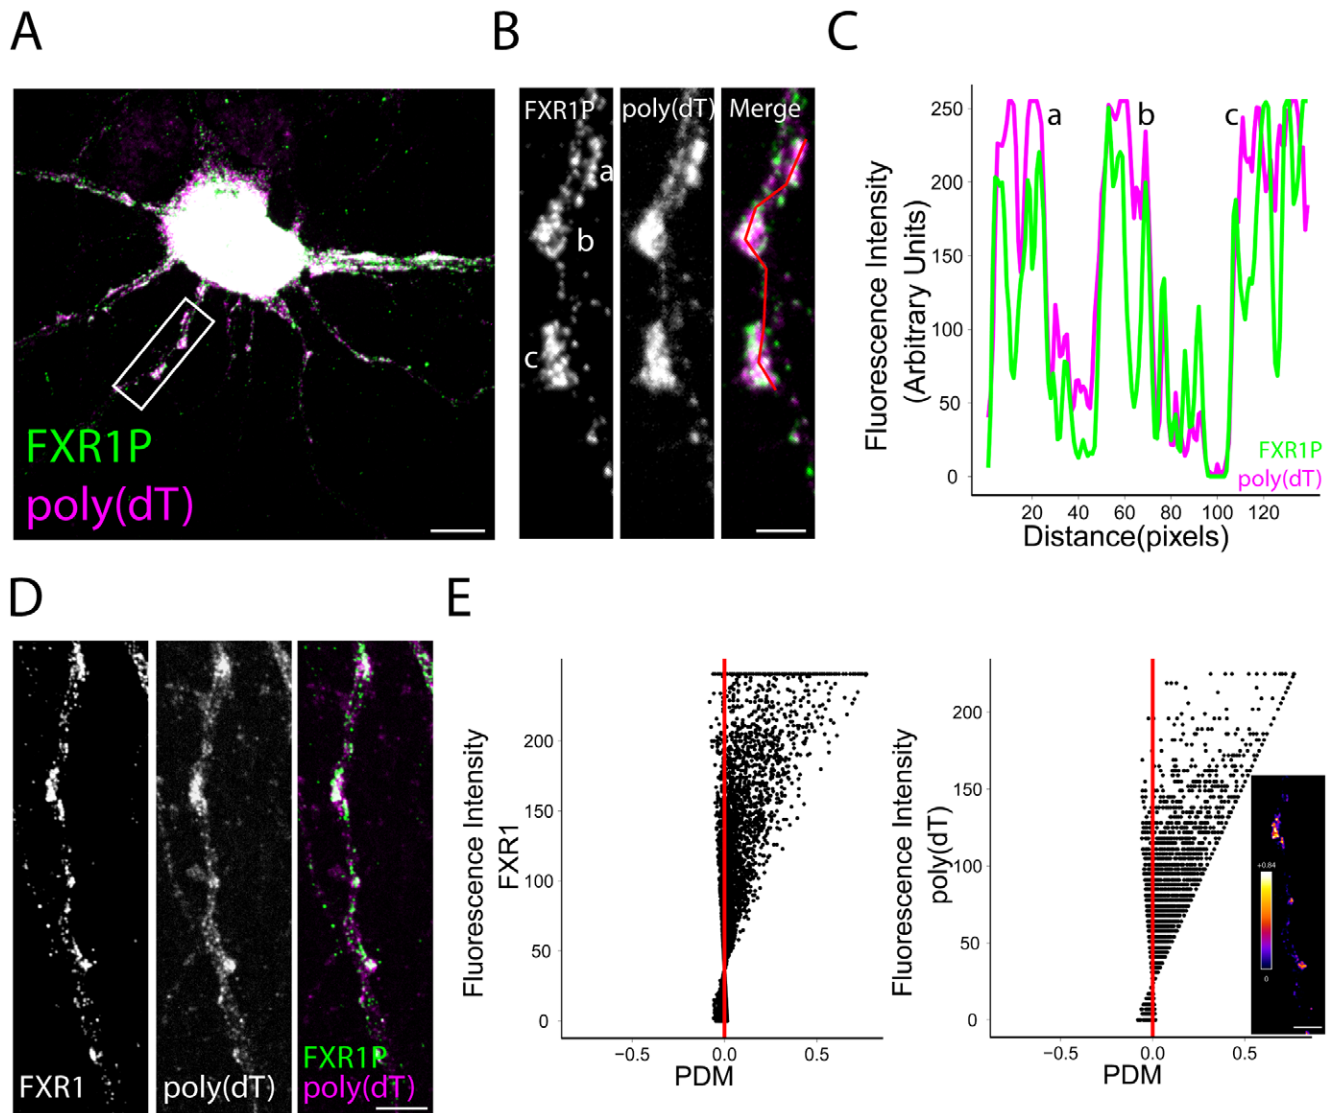 A
B
C
FXR1P
poly(dT)
FXR1P
poly(dT)
Merge
a
b
c
Fluorescence Intensity
(Arbitrary Units)
250
200
150
100
50
0
a
b
c
FXR1P
poly(dT)
20
40
60
80
100
120
Distance(pixels)
D
E
FXR1
poly(dT)
FXR1P
poly(dT)
Fluorescence Intensity
FXR1
200
150
100
50
0
−0.5
0.0
0.5
PDM
Fluorescence Intensity
poly(dT)
200
150
100
50
0
−0.5
0.0
0.5
PDM
+0.84
0